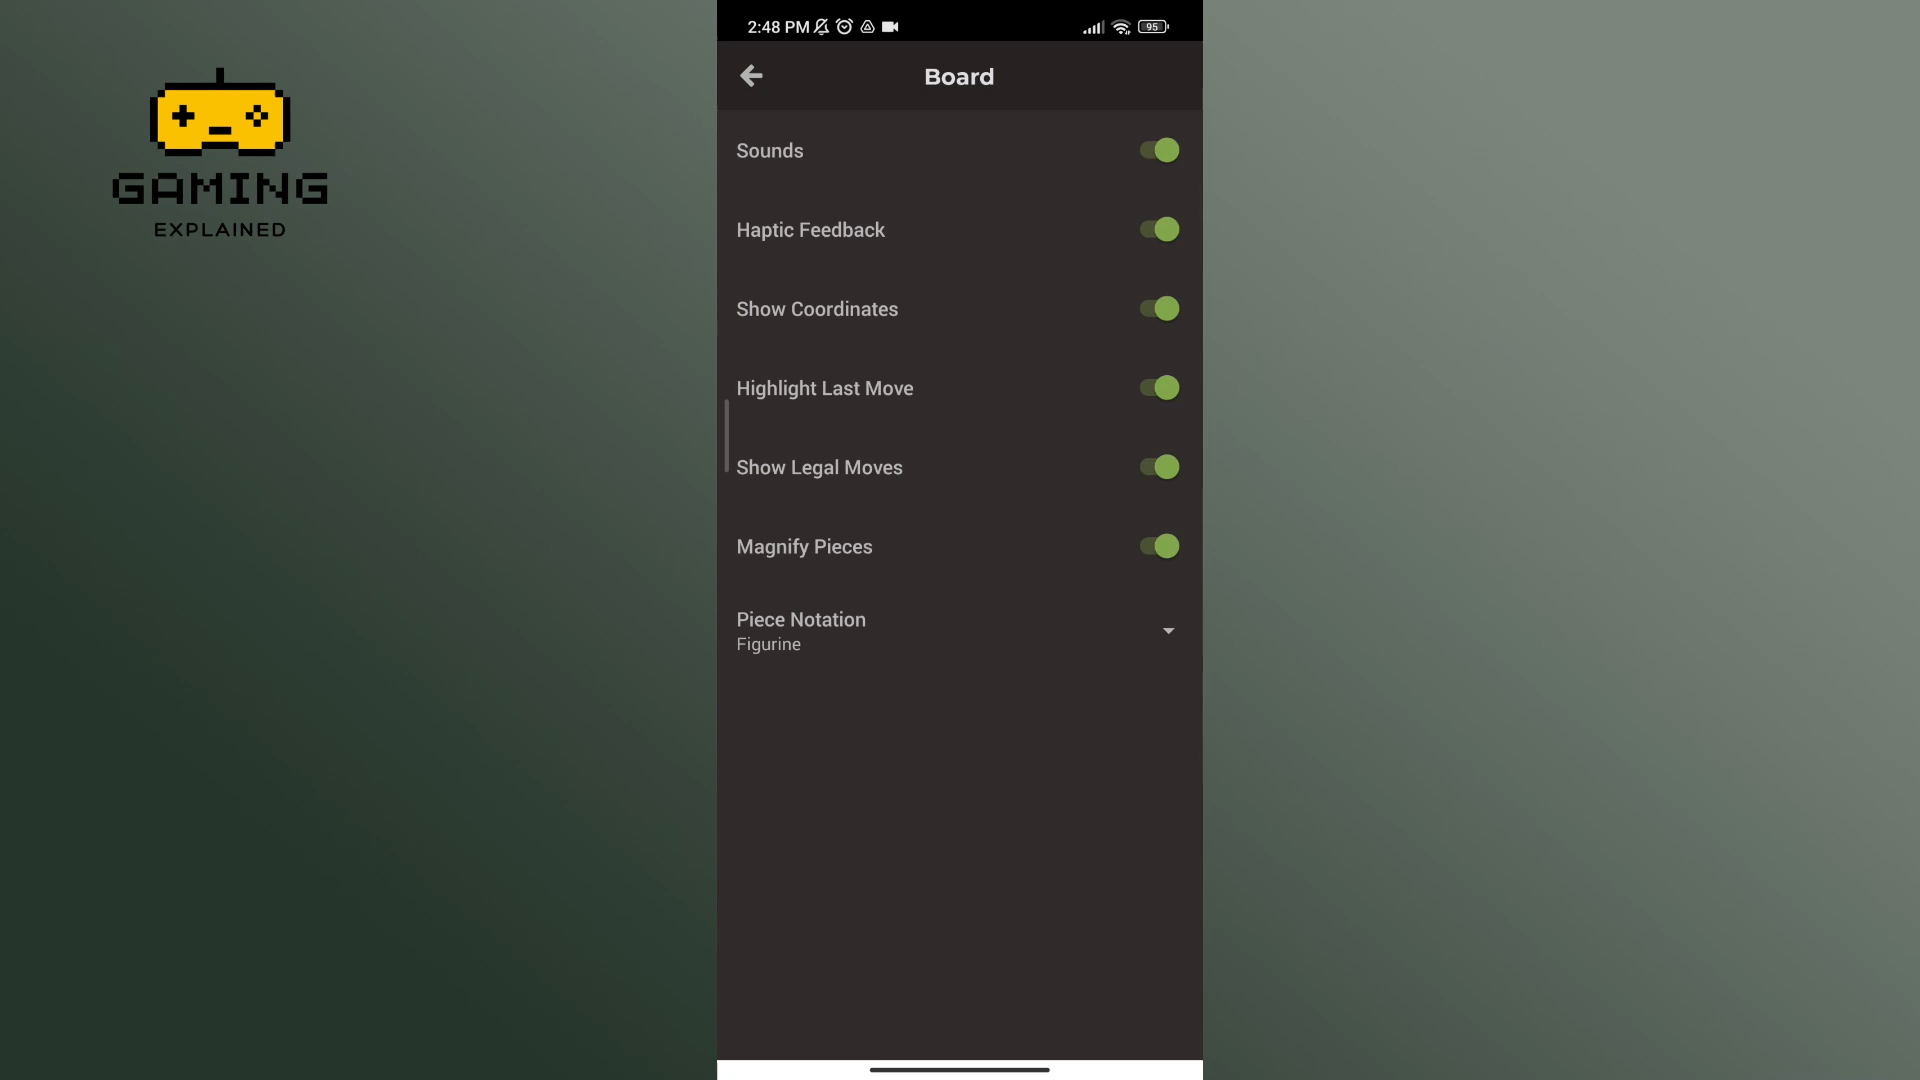 2:48 PM
95
Board
GAMING
EXPLAINED
Sounds
Haptic Feedback
Show Coordinates
Highlight Last Move
Show Legal Moves
Magnify Pieces
Piece Notation
Figurine